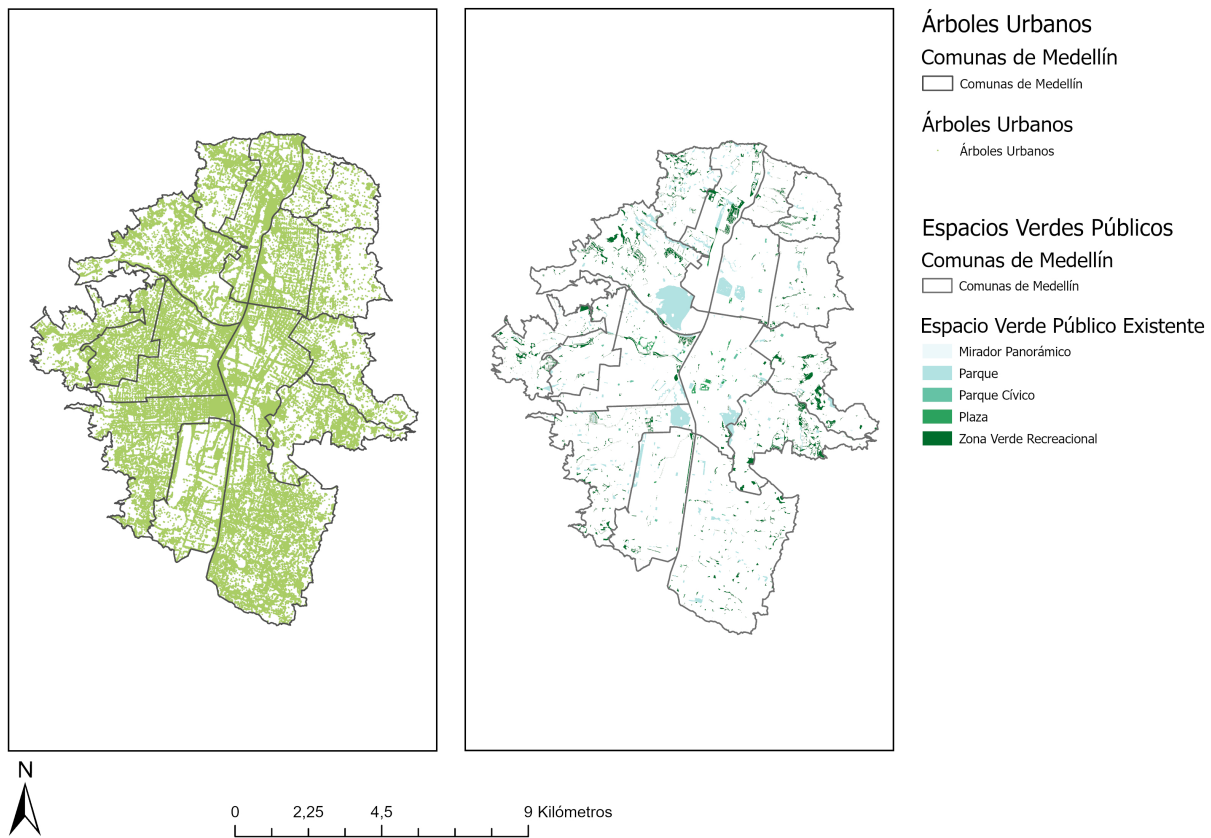 Árboles Urbanos
Comunas de Medellín
Comunas de Medellín
Árboles Urbanos
Árboles Urbanos
Espacios Verdes Públicos
Comunas de Medellín
Comunas de Medellín
Espacio Verde Público Existente
Mirador Panorámico
Parque
Parque Cívico
Plaza
Zona Verde Recreacional
N
0 2,25 4,5 9 Kilómetros